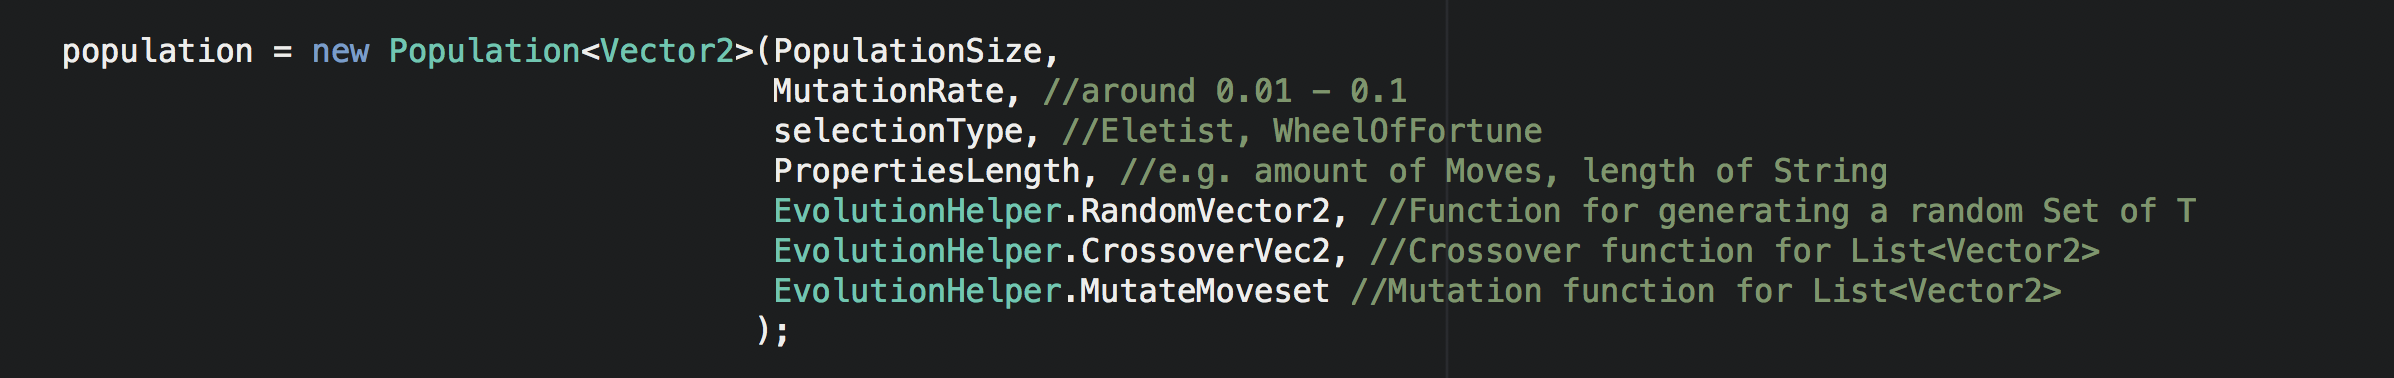 population = new Population<Vector2>(PopulationSize,
MutationRate, //around 0.01 - 0.1
selectionType, //Eletist, WheelOfFortune
PropertiesLength, //e.g. amount of Moves, length of String
EvolutionHelper.RandomVector2, //Function for generating a random Set of T
EvolutionHelper.CrossoverVec2, //Crossover function for List<Vector2>
EvolutionHelper.MutateMoveset //Mutation function for List<Vector2>
);